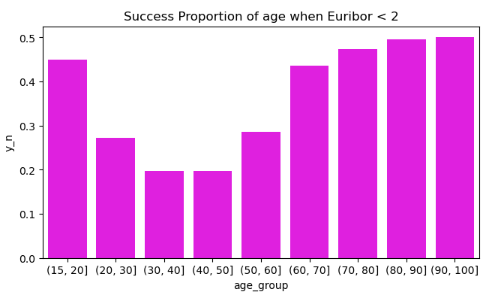 Success Proportion of age when Euribor < 2
0.5
0.4
0.3
0.2
0.1
0.0
y_n
(15, 20] (20, 30] (30, 40] (40, 50] (50, 60] (60, 70] (70, 80] (80, 90] (90, 100]
age_group